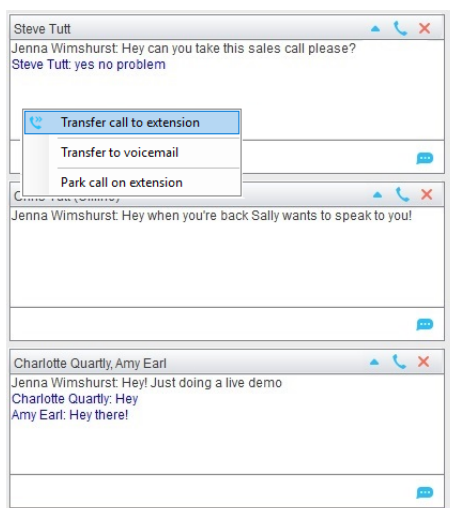 Steve Tutt
Jenna Wimshurst: Hey can you take this sales call please?
Steve Tutt: yes no problem
Transfer call to extension
Transfer to voicemail
Park call on extension
Jenna Wimshurst: Hey when you're back Sally wants to speak to you!
Charlotte Quartly, Amy Earl
Jenna Wimshurst: Hey! Just doing a live demo
Charlotte Quartly: Hey
Amy Earl: Hey there!